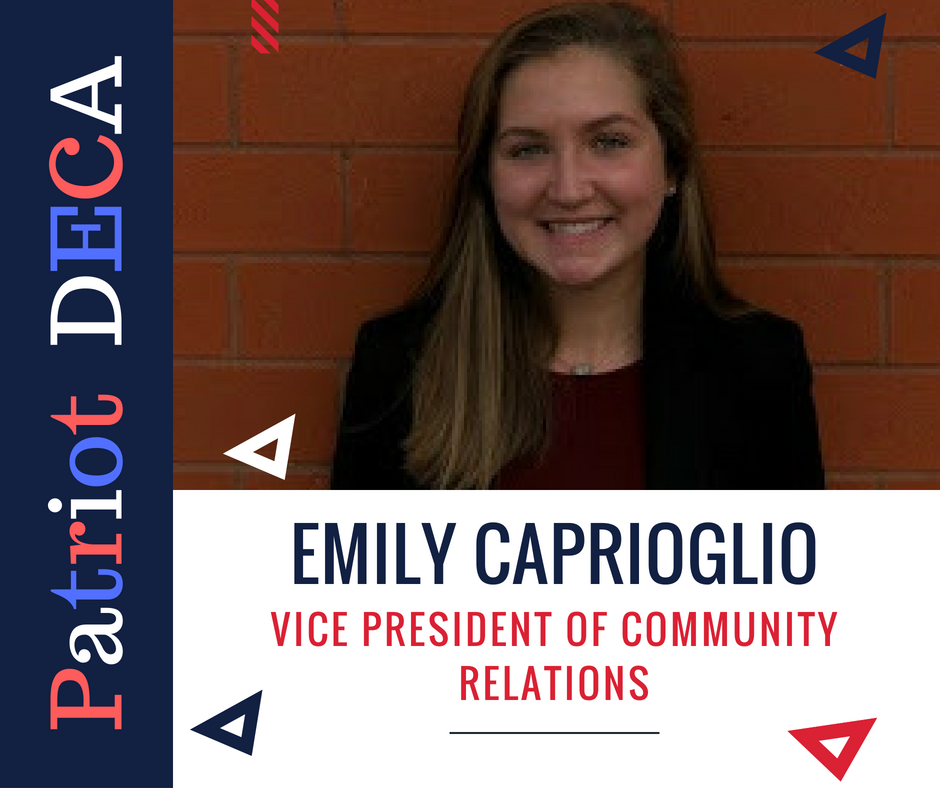 Patriot DECA
EMILY CAPRIOGLIO
VICE PRESIDENT OF COMMUNITY
RELATIONS